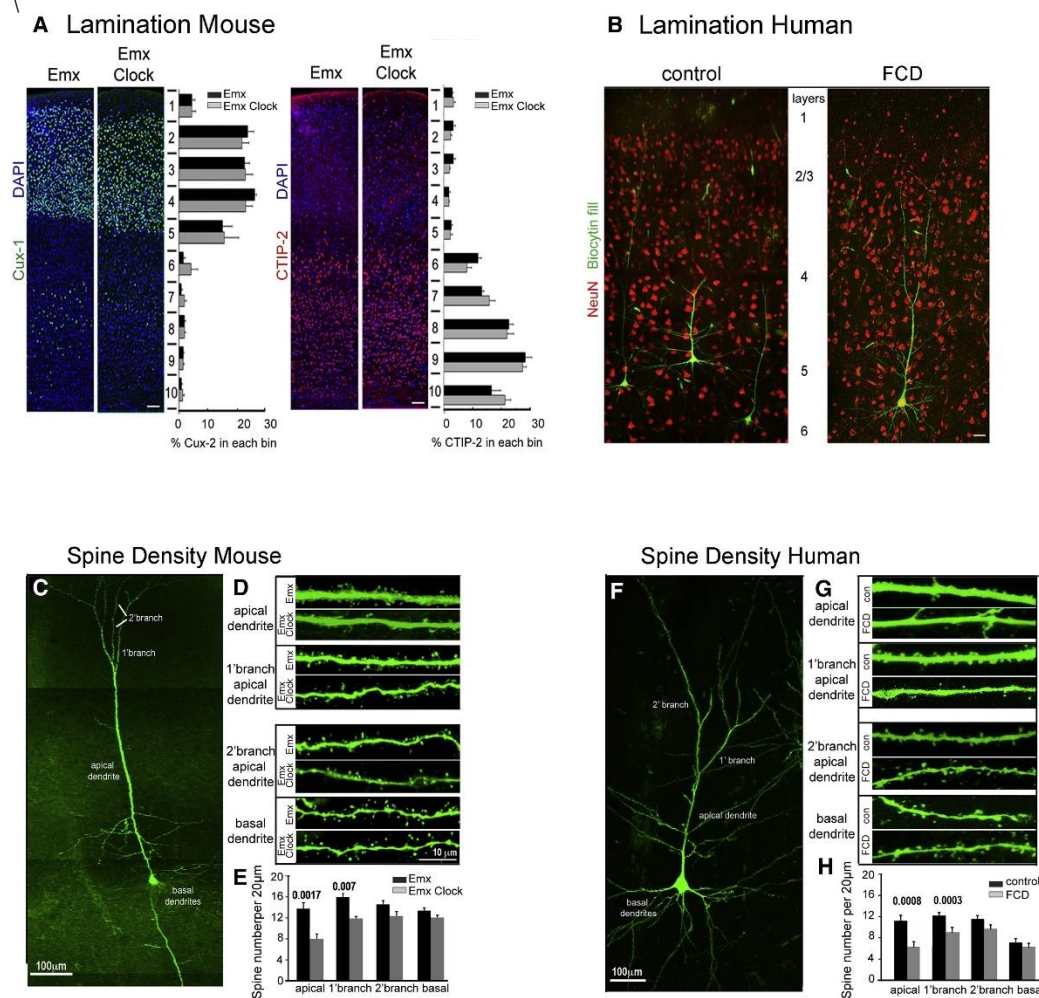 A Lamination Mouse
Emx
Emx
Clock
DAPI
Cux-1
Emx
Emx Clock
1
2
3
4
5
6
7
8
9
10
0 10 20 30
% Cux-2 in each bin
Emx
Emx
Clock
DAPI
CTIP-2
Emx
Emx Clock
1
2
3
4
5
6
7
8
9
10
0 10 20 30
% CTIP-2 in each bin
B Lamination Human
control
FCD
NeuN Biocytin fill
layers
1
2/3
4
5
6
Spine Density Mouse
C
2'branch
1'branch
apical
dendrite
basal
dendrites
100µm
D
apical
dendrite
Emx
Emx
Clock
1'branch
apical
dendrite
Emx
Emx
Clock
2'branch
apical
dendrite
Emx
Emx
Clock
basal
dendrite
Emx
Emx
Clock
10 µm
E
Emx
Emx Clock
Spine numberper 20µm
20
16
12
8
4
0
0.0017 0.007
apical 1'branch 2'branch basal
Spine Density Human
F
2' branch
1' branch
apical dendrite
basal
dendrites
100µm
G
apical
dendrite
con
FCD
1'branch
apical
dendrite
con
FCD
2'branch
apical
dendrite
con
FCD
basal
dendrite
con
FCD
H
control
FCD
Spine number per 20µm
20
16
12
8
4
0
0.0008 0.0003
apical 1'branch 2'branch basal